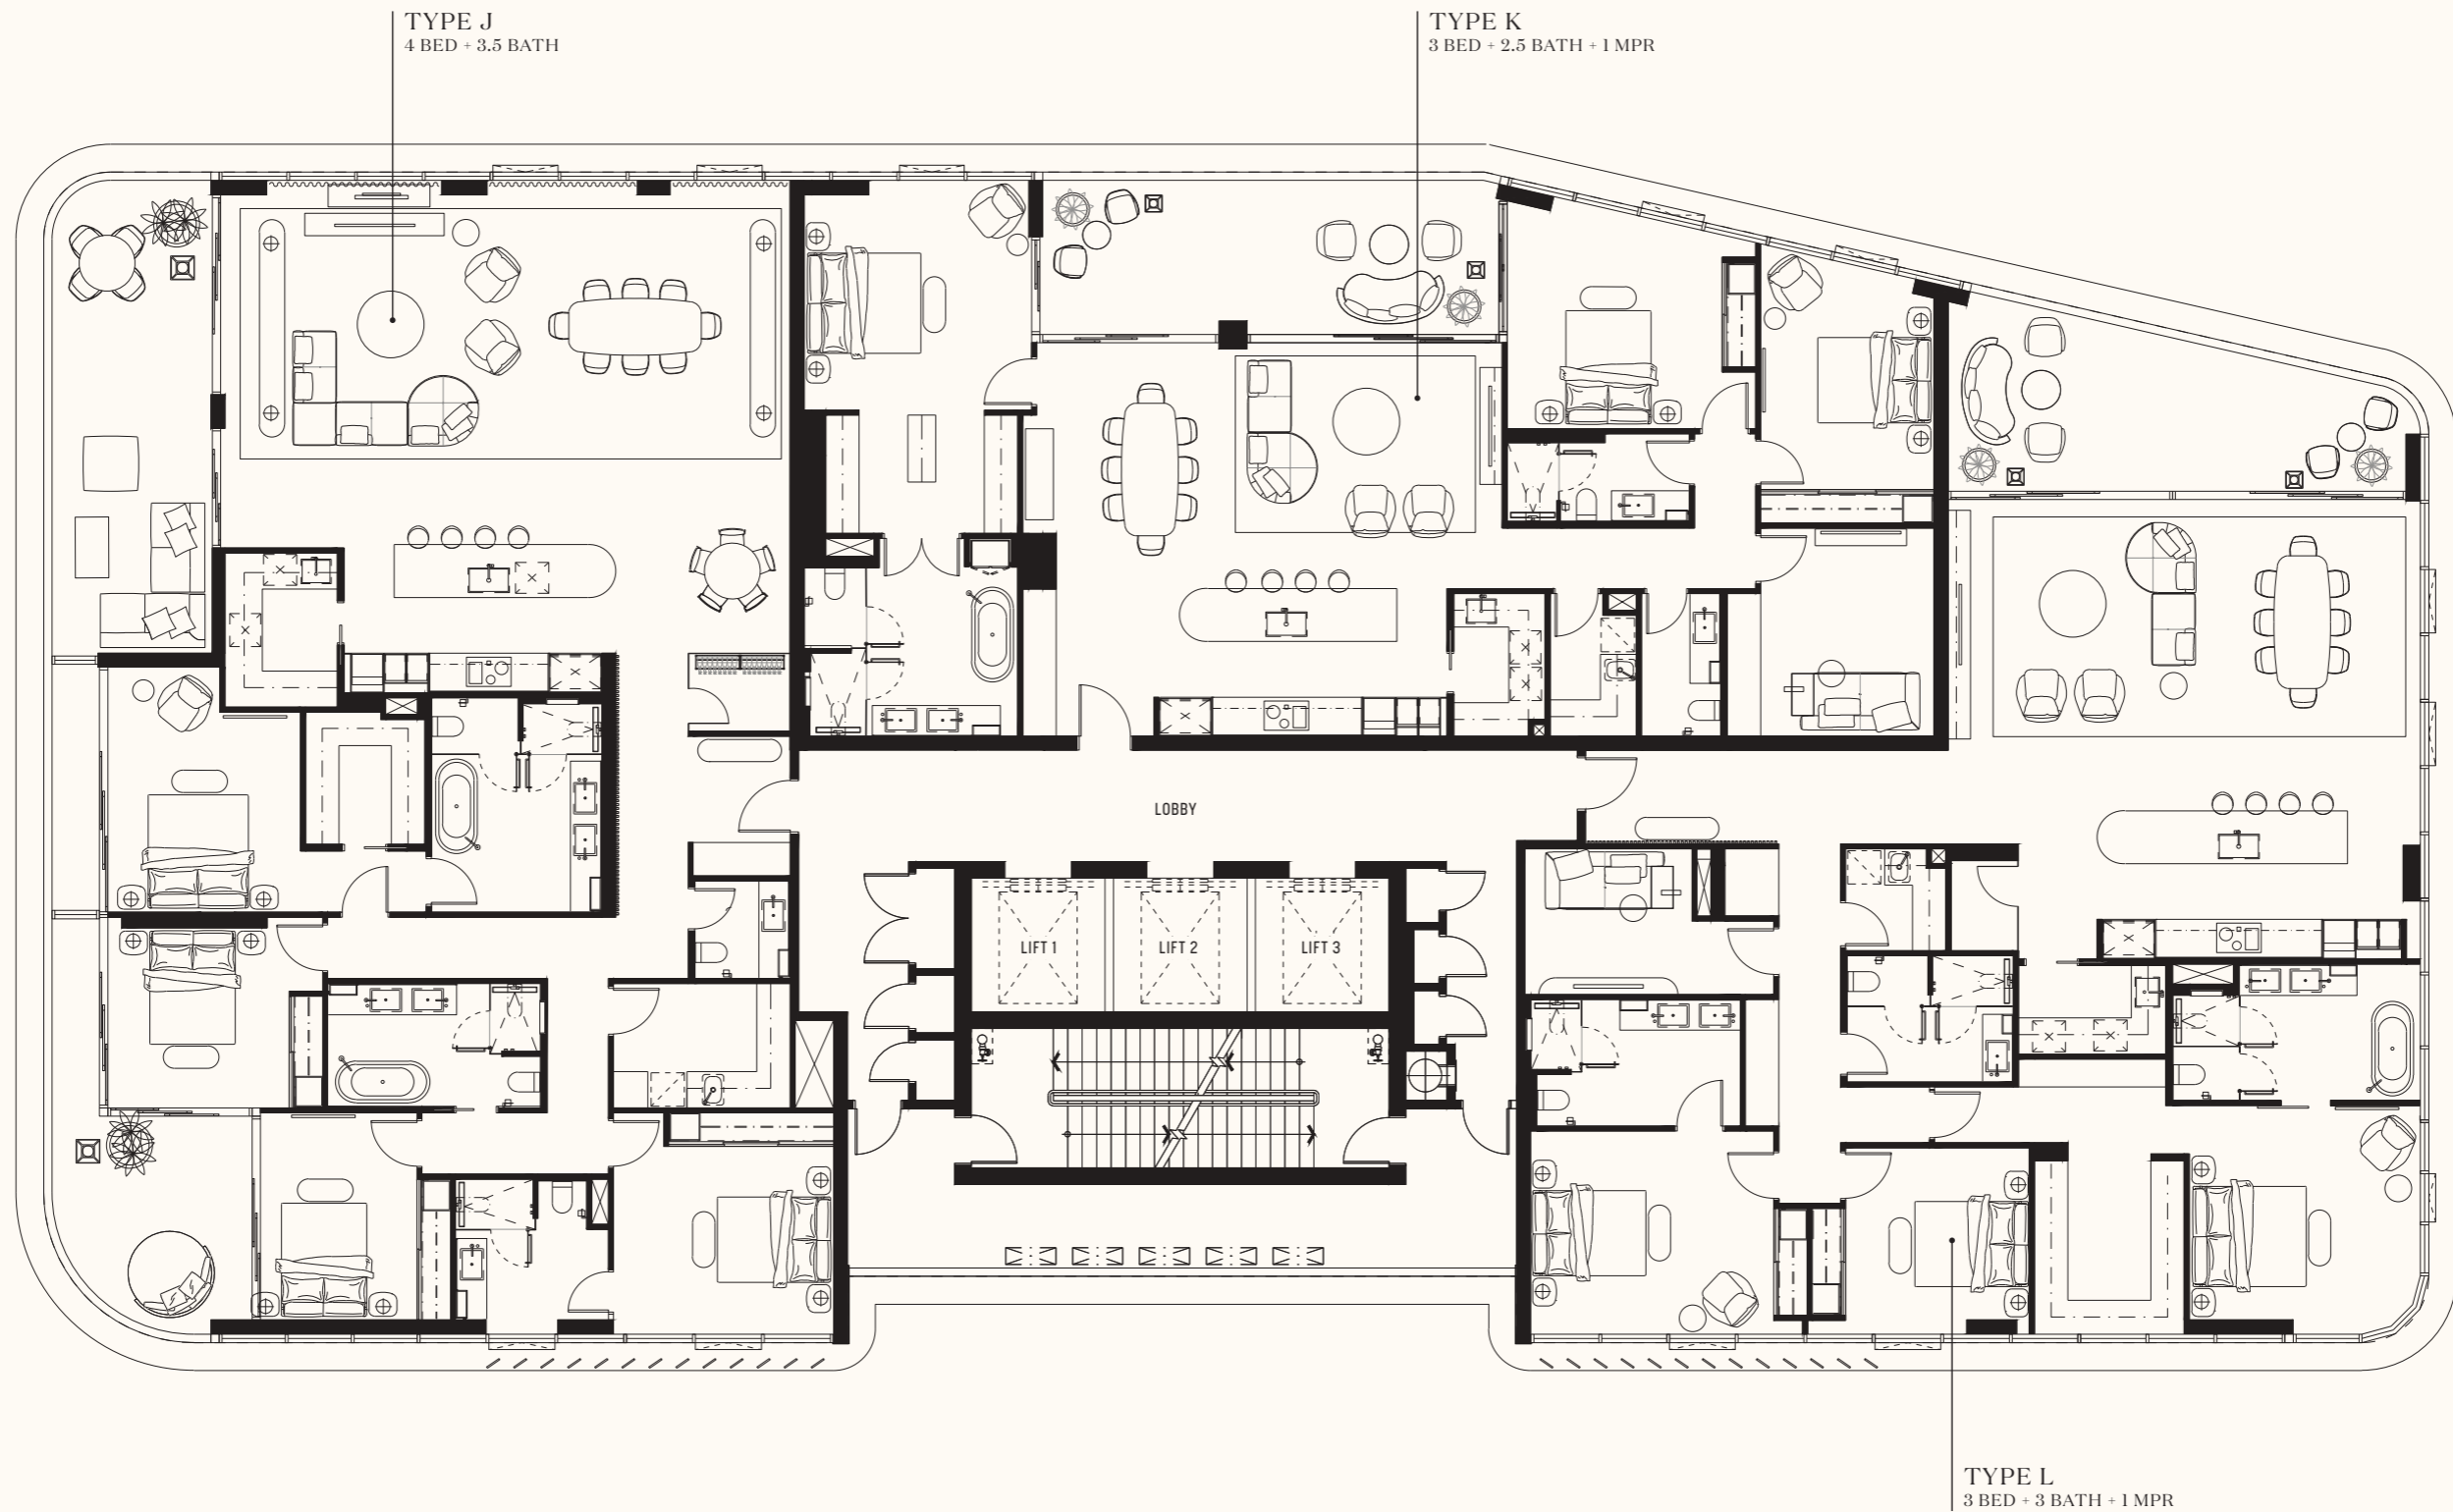 TYPE J
4 BED + 3.5 BATH
TYPE K
3 BED + 2.5 BATH + 1 MPR
LOBBY
LIFT 1
LIFT 2
LIFT 3
TYPE L
3 BED + 3 BATH + 1 MPR